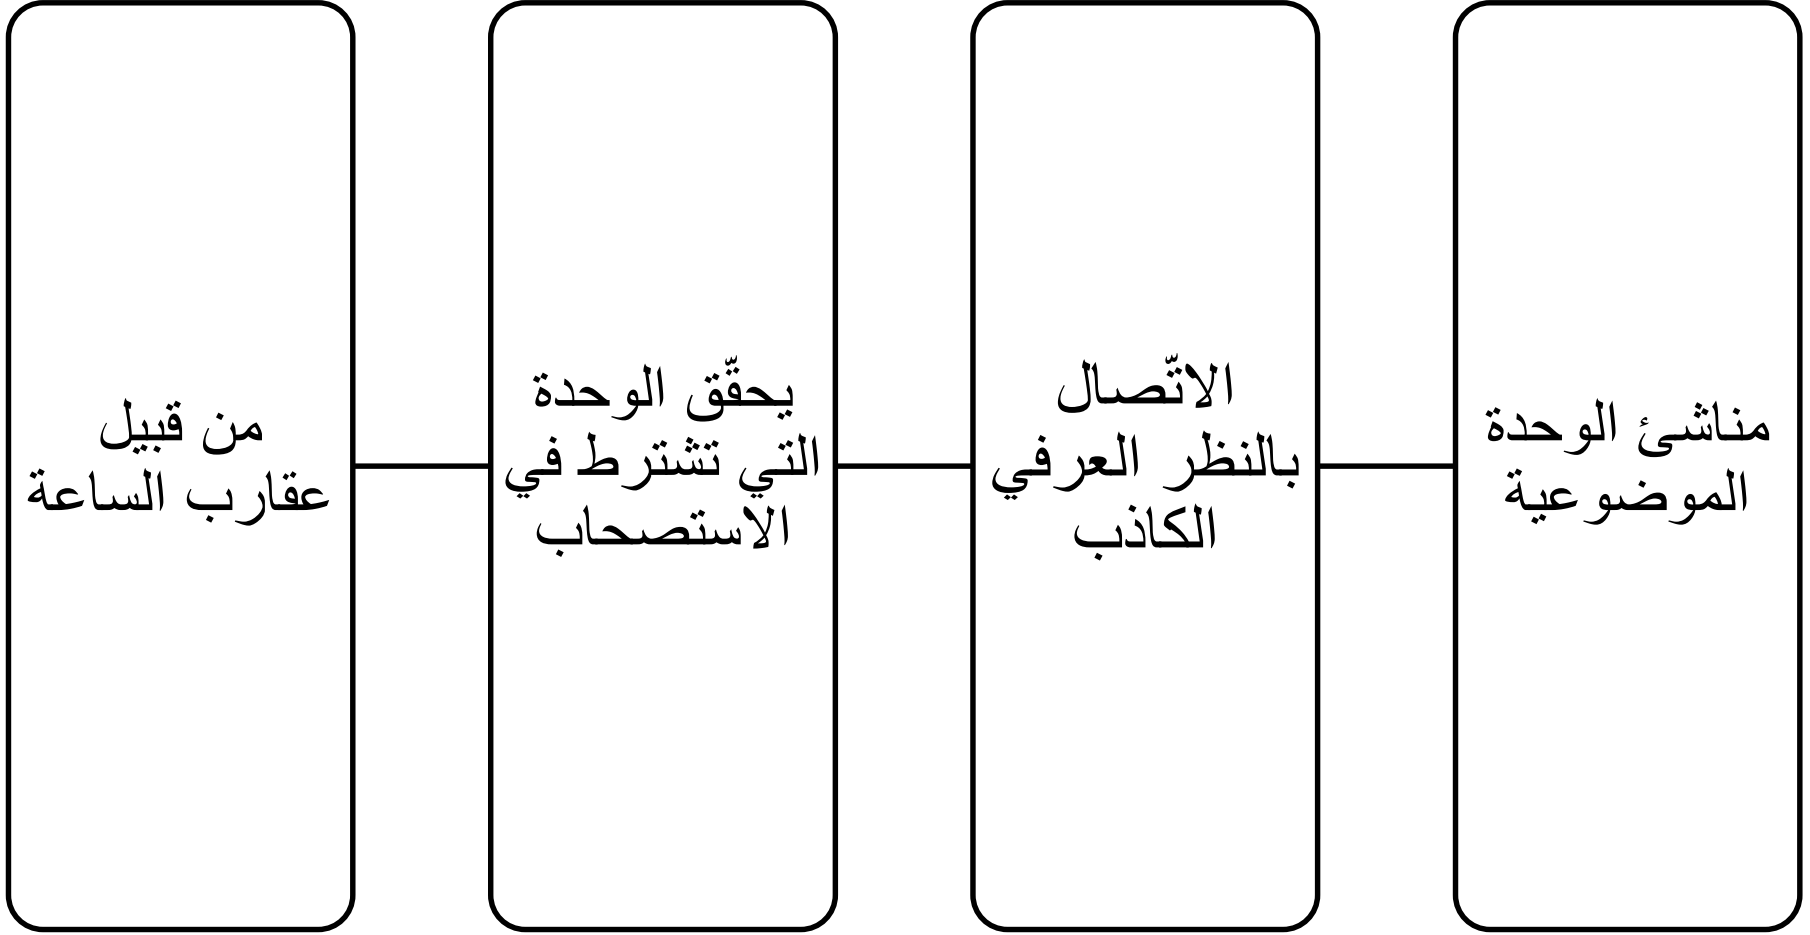 مناشئ الوحدة
الموضوعية
الاتّصال
بالنظر العرفي
الكاذب
يحقّق الوحدة
التي تشترط في
الاستصحاب
من قبيل
عقارب الساعة